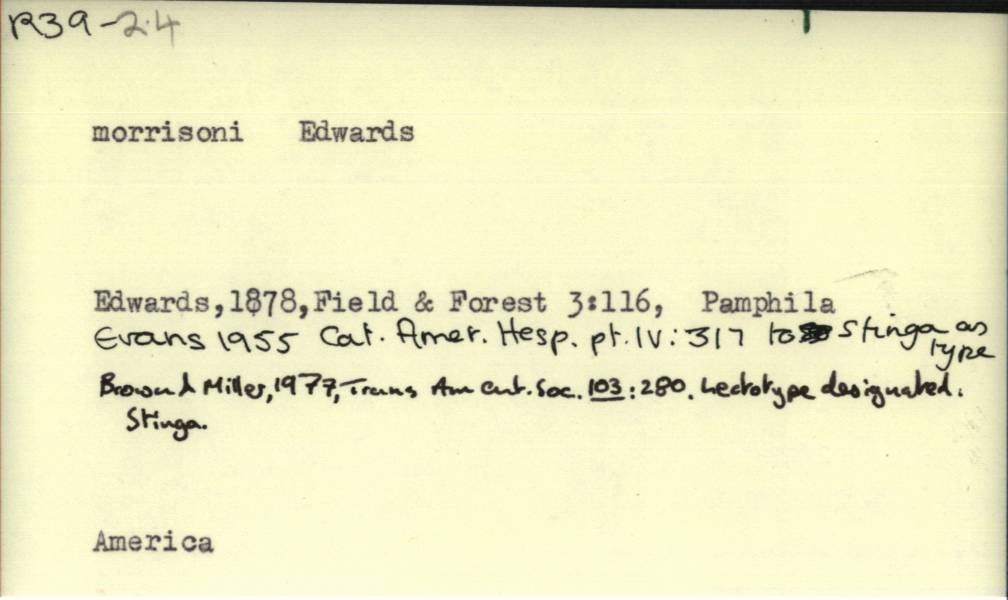 R39-2.4
morrisoni Edwards
Edwards,1878,Field & Forest 3:116, Pamphila
Evans 1955 Cat. Amer. Hesp. pt. IV: 317 to Stinga as
type
Brown & Miller, 1977, Trans Am Ent. Soc. 103: 280. Lectotype designated.
Stinga.
America